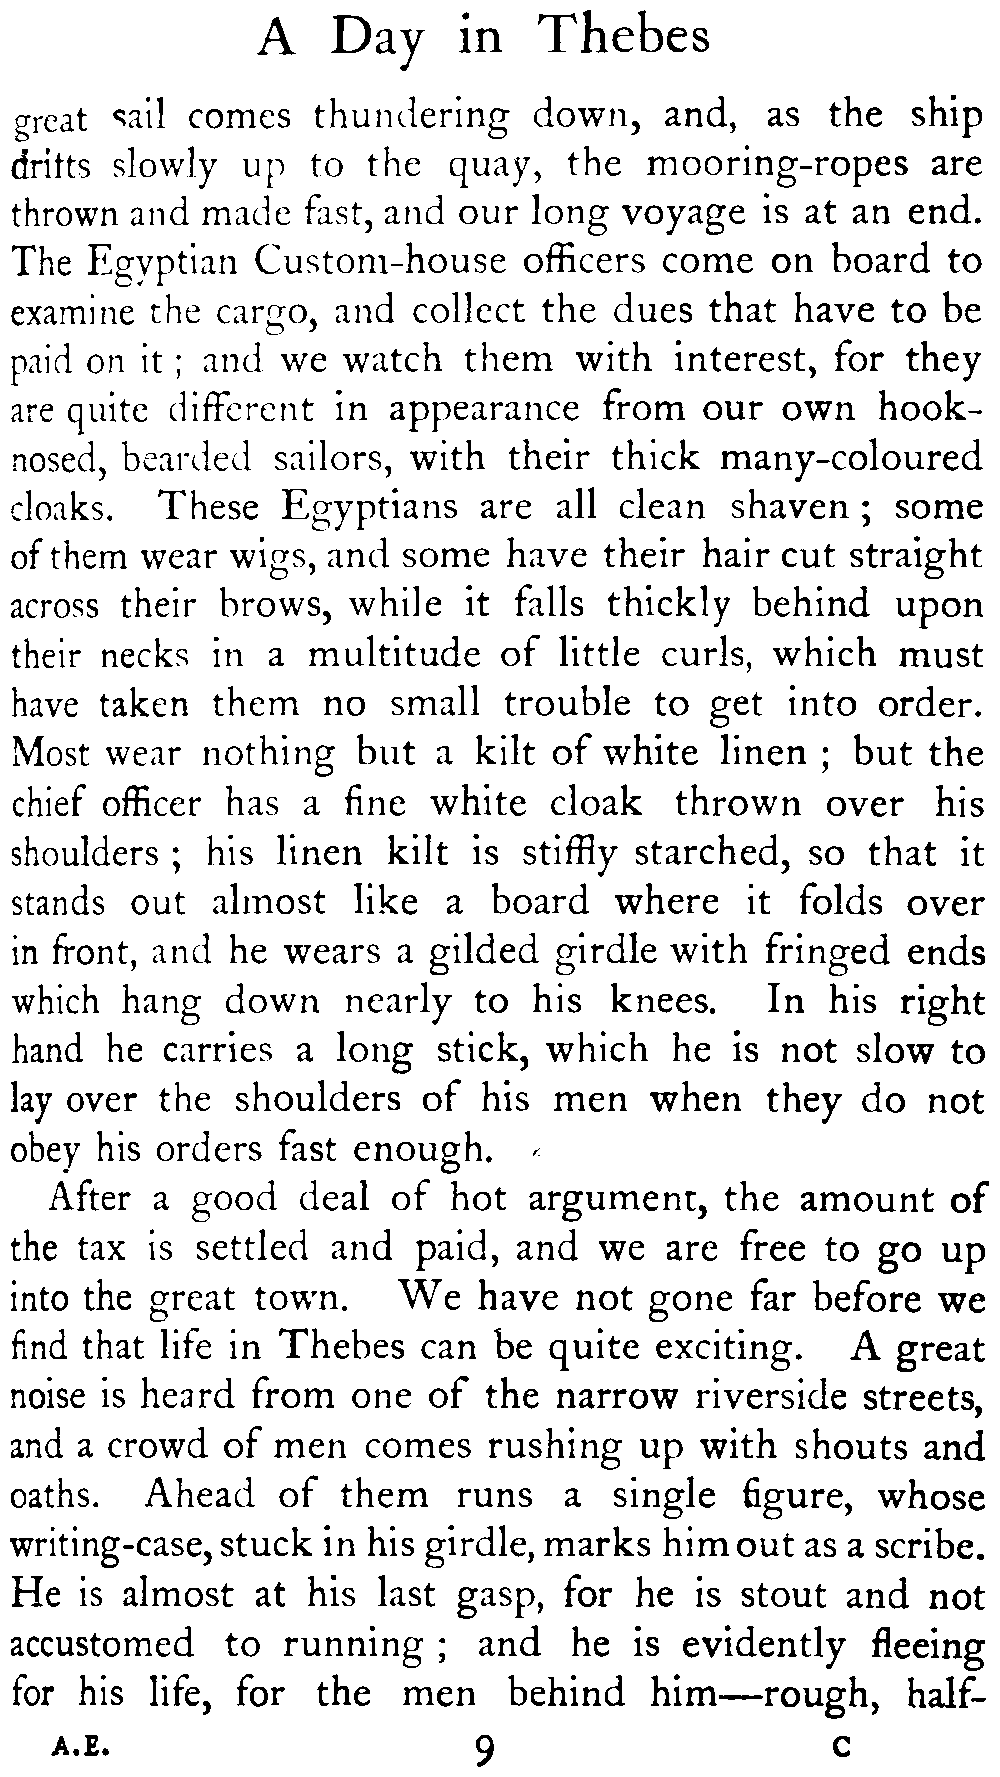 A Day in Thebes
great sail comes thundering down, and, as the ship
drifts slowly up to the quay, the mooring-ropes are
thrown and made fast, and our long voyage is at an end.
The Egyptian Custom-house officers come on board to
examine the cargo, and collect the dues that have to be
paid on it ; and we watch them with interest, for they
are quite different in appearance from our own hook-
nosed, bearded sailors, with their thick many-coloured
cloaks. These Egyptians are all clean shaven ; some
of them wear wigs, and some have their hair cut straight
across their brows, while it falls thickly behind upon
their necks in a multitude of little curls, which must
have taken them no small trouble to get into order.
Most wear nothing but a kilt of white linen ; but the
chief officer has a fine white cloak thrown over his
shoulders ; his linen kilt is stiffly starched, so that it
stands out almost like a board where it folds over
in front, and he wears a gilded girdle with fringed ends
which hang down nearly to his knees. In his right
hand he carries a long stick, which he is not slow to
lay over the shoulders of his men when they do not
obey his orders fast enough.
After a good deal of hot argument, the amount of
the tax is settled and paid, and we are free to go up
into the great town. We have not gone far before we
find that life in Thebes can be quite exciting. A great
noise is heard from one of the narrow riverside streets,
and a crowd of men comes rushing up with shouts and
oaths. Ahead of them runs a single figure, whose
writing-case, stuck in his girdle, marks him out as a scribe.
He is almost at his last gasp, for he is stout and not
accustomed to running ; and he is evidently fleeing
for his life, for the men behind him—rough, half-
A.E. 9 C